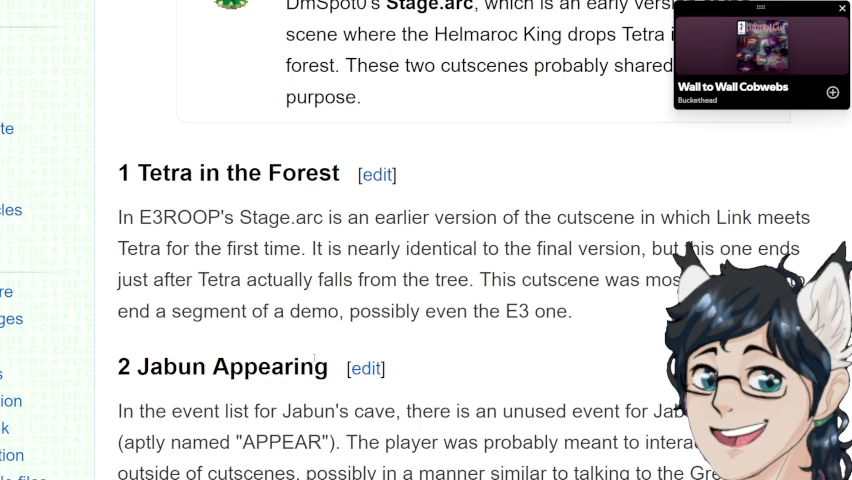 DmSpot0's Stage.arc, which is an early
scene where the Helmaroc King drops Tetra
forest. These two cutscenes probably shared
purpose.
Wall to Wall Cobwebs
Buckethead
te
cles
re
ges
s
ion
k
tion
le files
1 Tetra in the Forest [edit]
In E3ROOP's Stage.arc is an earlier version of the cutscene in which Link meets
Tetra for the first time. It is nearly identical to the final version, but this one ends
just after Tetra actually falls from the tree. This cutscene was mos
end a segment of a demo, possibly even the E3 one.
2 Jabun Appearing [edit]
In the event list for Jabun's cave, there is an unused event for Jab
(aptly named "APPEAR"). The player was probably meant to intera
outside of cutscenes, possibly in a manner similar to talking to the Gre